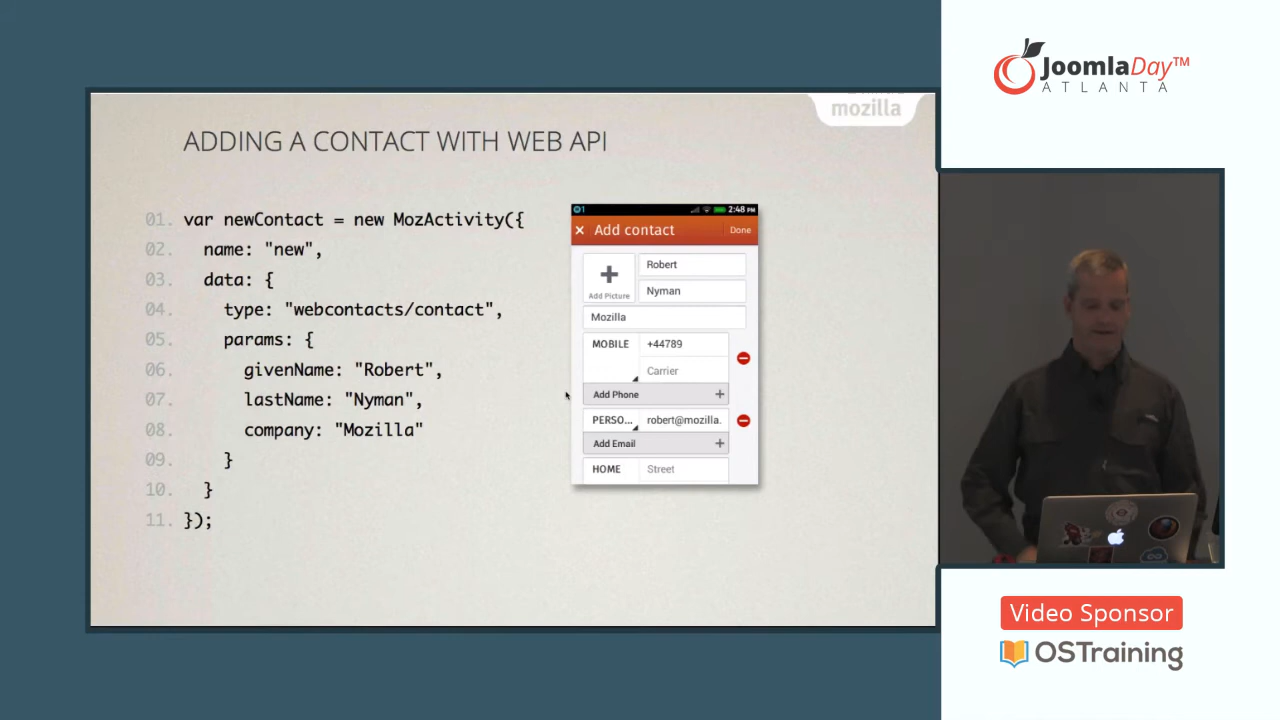 mozilla
ADDING A CONTACT WITH WEB API
01. var newContact = new MozActivity({
02. name: "new",
03. data: {
04. type: "webcontacts/contact",
05. params: {
06. givenName: "Robert",
07. lastName: "Nyman",
08. company: "Mozilla"
09. }
10. }
11. });
1 2:48 PM
× Add contact Done
Robert
+ Add Picture
Nyman
Mozilla
MOBILE +44789
Carrier
Add Phone +
PERSO... robert@mozilla.
Add Email +
HOME Street
JoomlaDay™
ATLANTA
Video Sponsor
OSTraining